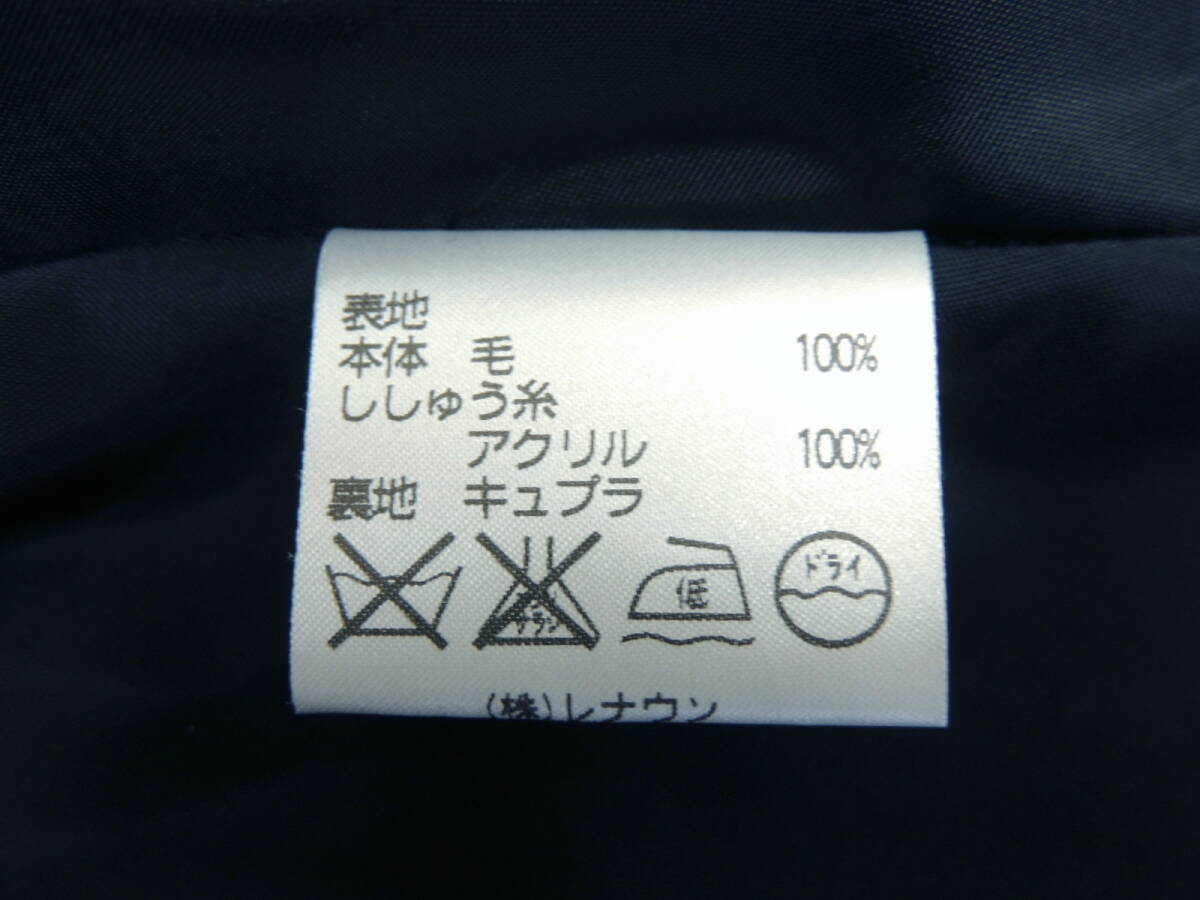 表地
本体 毛 100%
ししゅう糸
アクリル 100%
裏地 キュプラ
低
ドライ
(株)レナウン